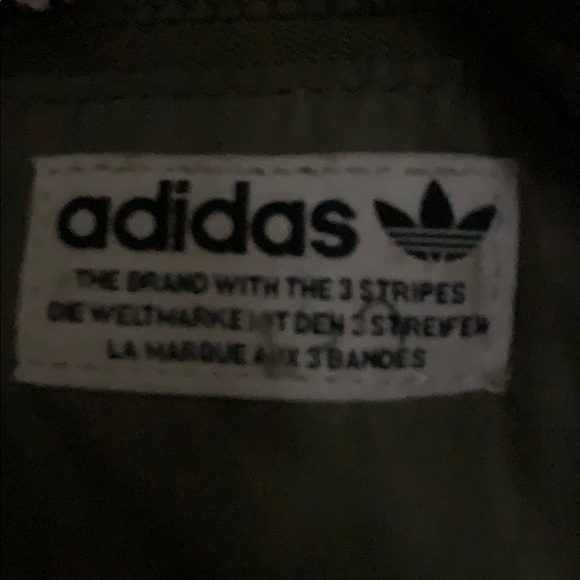 adidas
THE BRAND WITH THE 3 STRIPES
DIE WELTMARKE MIT DEN 3 STREIFEN
LA MARQUE AUX 3 BANDES